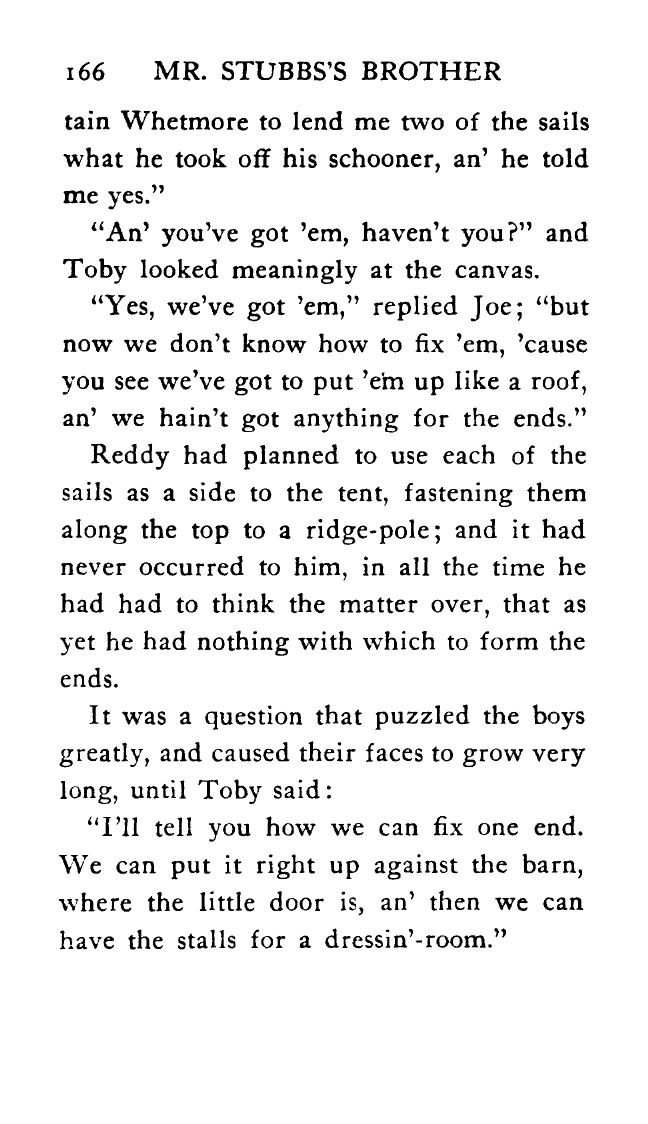 166 MR. STUBBS'S BROTHER
tain Whetmore to lend me two of the sails
what he took off his schooner, an' he told
me yes."
"An' you've got 'em, haven't you?" and
Toby looked meaningly at the canvas.
"Yes, we've got 'em," replied Joe; "but
now we don't know how to fix 'em, 'cause
you see we've got to put 'em up like a roof,
an' we hain't got anything for the ends."
Reddy had planned to use each of the
sails as a side to the tent, fastening them
along the top to a ridge-pole; and it had
never occurred to him, in all the time he
had had to think the matter over, that as
yet he had nothing with which to form the
ends.
It was a question that puzzled the boys
greatly, and caused their faces to grow very
long, until Toby said:
"I'll tell you how we can fix one end.
We can put it right up against the barn,
where the little door is, an' then we can
have the stalls for a dressin'-room."